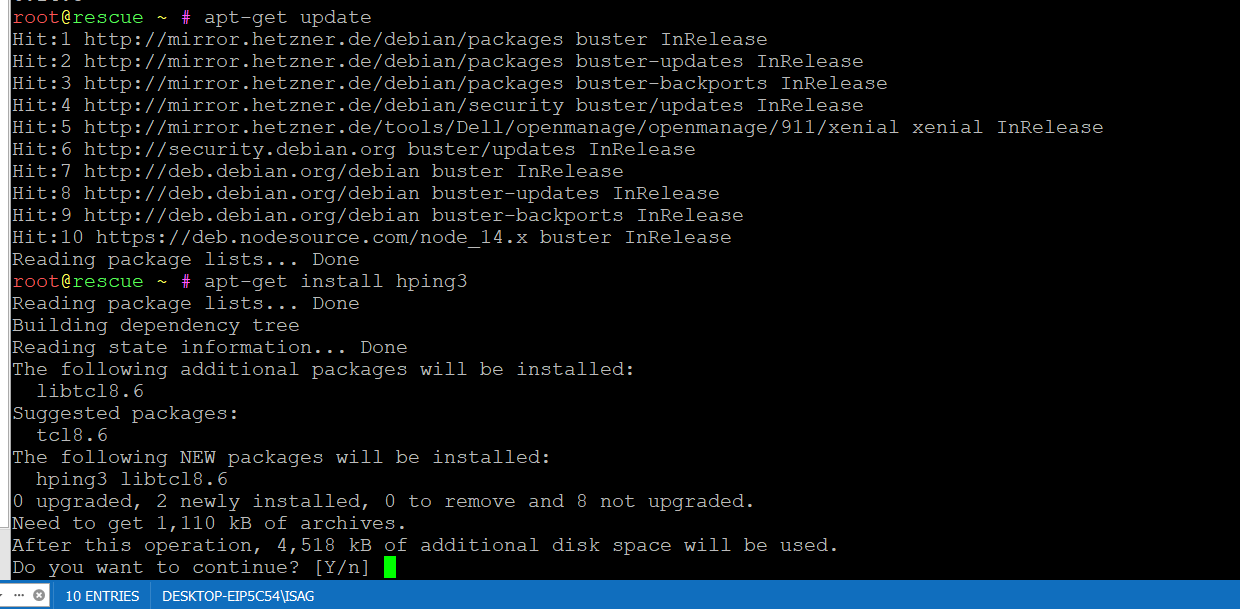 root@rescue ~ # apt-get update
Hit:1 http://mirror.hetzner.de/debian/packages buster InRelease
Hit:2 http://mirror.hetzner.de/debian/packages buster-updates InRelease
Hit:3 http://mirror.hetzner.de/debian/packages buster-backports InRelease
Hit:4 http://mirror.hetzner.de/debian/security buster/updates InRelease
Hit:5 http://mirror.hetzner.de/tools/Dell/openmanage/openmanage/911/xenial xenial InRelease
Hit:6 http://security.debian.org buster/updates InRelease
Hit:7 http://deb.debian.org/debian buster InRelease
Hit:8 http://deb.debian.org/debian buster-updates InRelease
Hit:9 http://deb.debian.org/debian buster-backports InRelease
Hit:10 https://deb.nodesource.com/node_14.x buster InRelease
Reading package lists... Done
root@rescue ~ # apt-get install hping3
Reading package lists... Done
Building dependency tree
Reading state information... Done
The following additional packages will be installed:
  libtcl8.6
Suggested packages:
  tcl8.6
The following NEW packages will be installed:
  hping3 libtcl8.6
0 upgraded, 2 newly installed, 0 to remove and 8 not upgraded.
Need to get 1,110 kB of archives.
After this operation, 4,518 kB of additional disk space will be used.
Do you want to continue? [Y/n]
10 ENTRIES DESKTOP-EIP5C54\ISAG